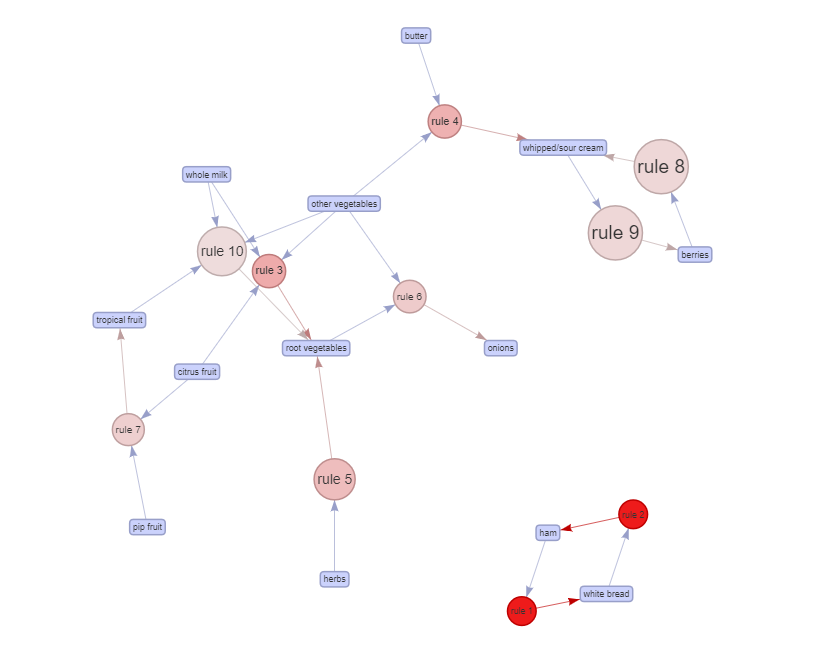 butter
rule 4
whipped/sour cream
rule 8
whole milk
other vegetables
rule 9
rule 10
berries
rule 3
rule 6
tropical fruit
root vegetables
onions
citrus fruit
rule 7
rule 5
rule 2
pip fruit
ham
herbs
white bread
rule 1